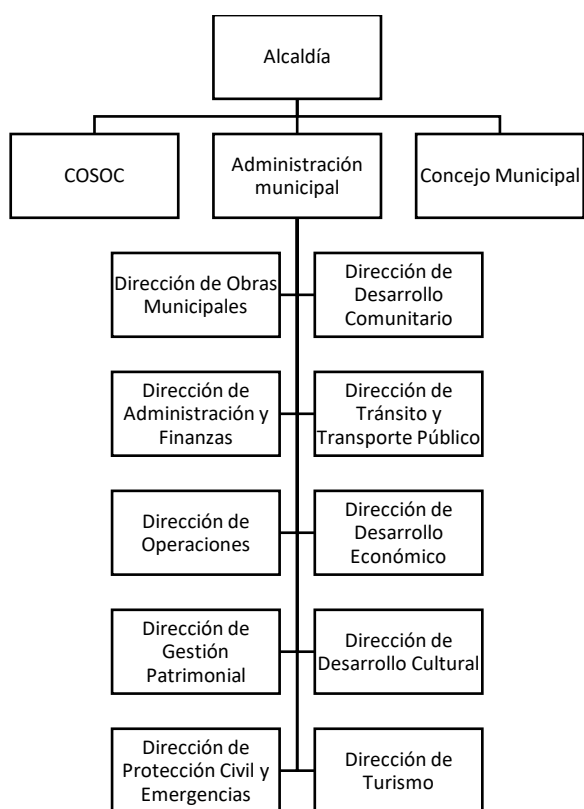 Alcaldía
COSOC
Administración
municipal
Concejo Municipal
Dirección de Obras
Municipales
Dirección de
Desarrollo
Comunitario
Dirección de
Administración y
Finanzas
Dirección de
Tránsito y
Transporte Público
Dirección de
Operaciones
Dirección de
Desarrollo
Económico
Dirección de
Gestión
Patrimonial
Dirección de
Desarrollo Cultural
Dirección de
Protección Civil y
Emergencias
Dirección de
Turismo